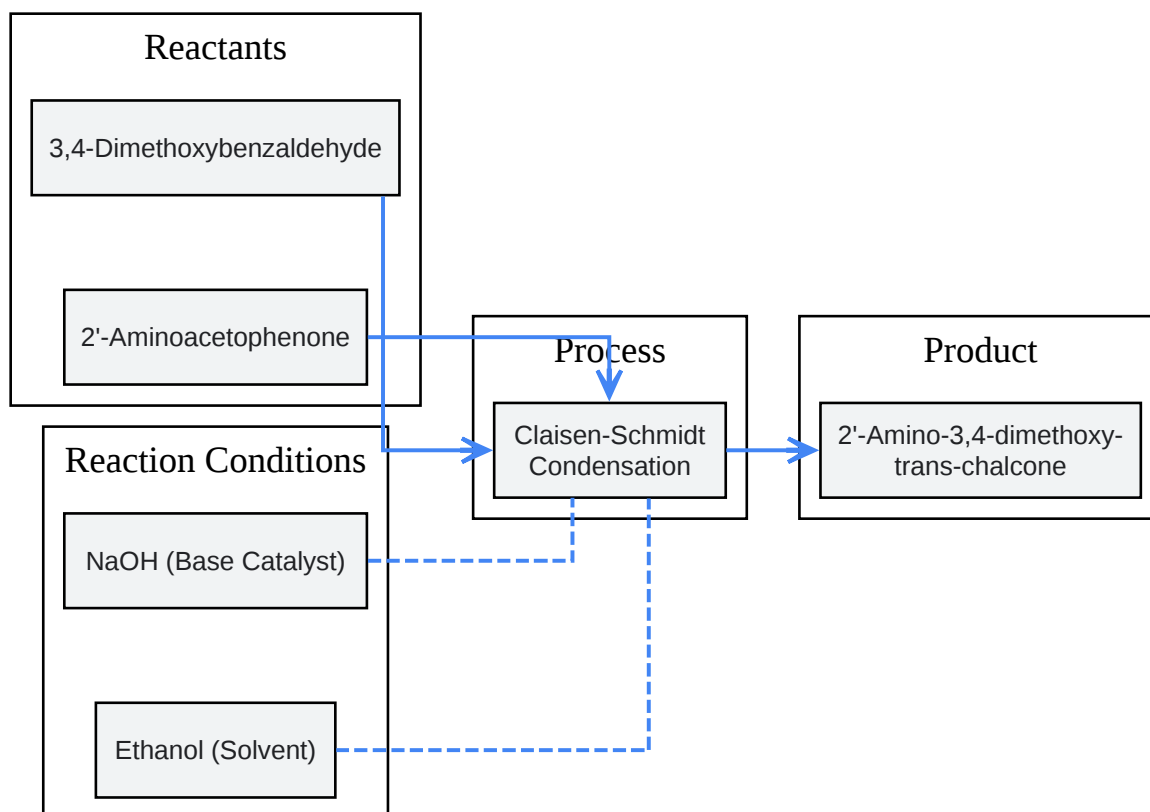 Reactants
3,4-Dimethoxybenzaldehyde
2'-Aminoacetophenone
Reaction Conditions
NaOH (Base Catalyst)
Ethanol (Solvent)
Process
Claisen-Schmidt
Condensation
Product
2'-Amino-3,4-dimethoxy-
trans-chalcone